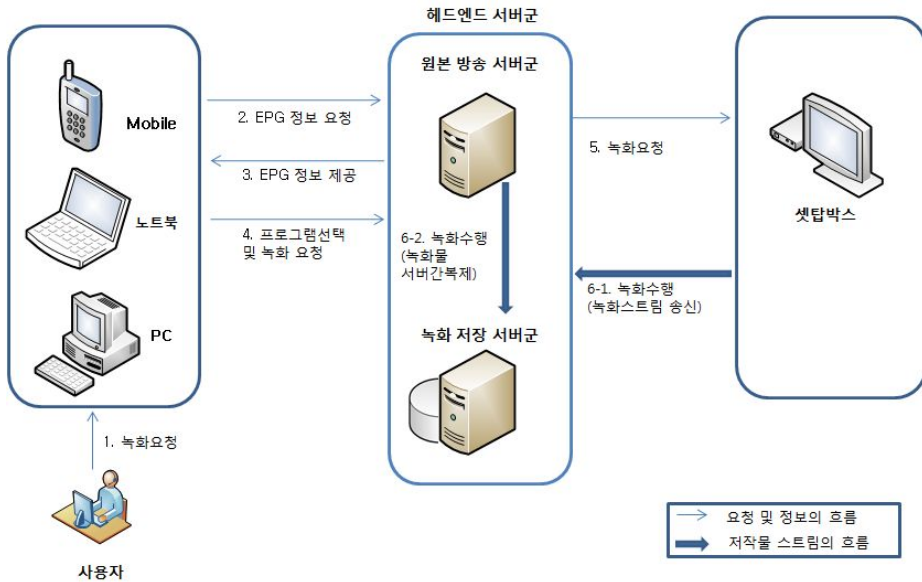 헤드엔드 서버군
원본 방송 서버군
Mobile
2. EPG 정보 요청
5. 녹화요청
3. EPG 정보 제공
노트북
셋탑박스
4. 프로그램선택
및 녹화 요청
6-2. 녹화수행
(녹화물
서버간복제)
6-1. 녹화수행
(녹화스트림 송신)
PC
녹화 저장 서버군
1. 녹화요청
요청 및 정보의 흐름
저작물 스트림의 흐름
사용자